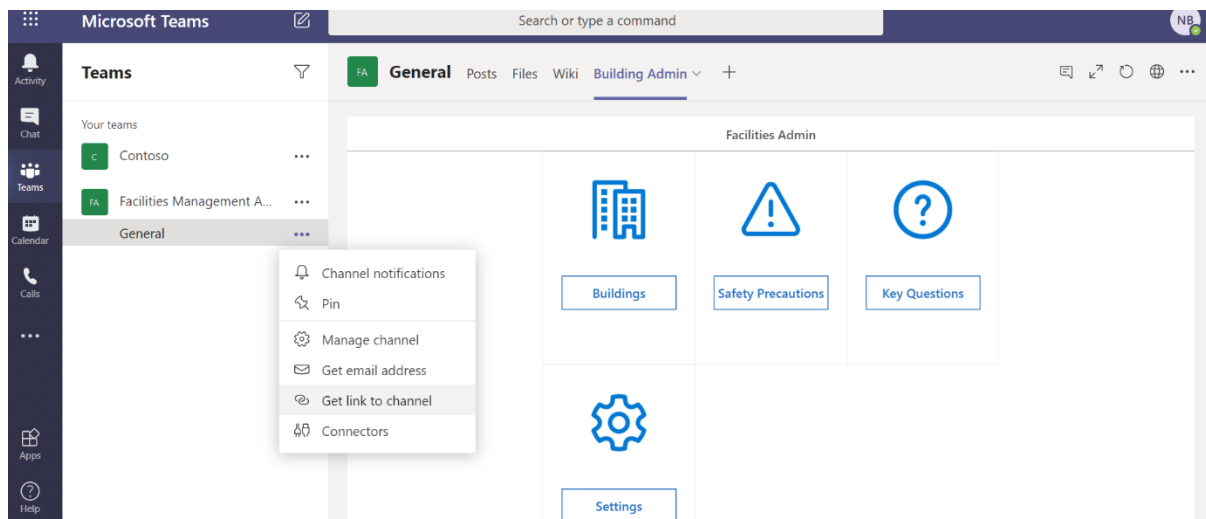 Microsoft Teams
Search or type a command
NB
Activity
Chat
Teams
Calendar
Calls
Apps
Help
Teams
Your teams
C Contoso
FA Facilities Management A...
General
Channel notifications
Pin
Manage channel
Get email address
Get link to channel
Connectors
FA General Posts Files Wiki Building Admin
Facilities Admin
Buildings
Safety Precautions
Key Questions
Settings